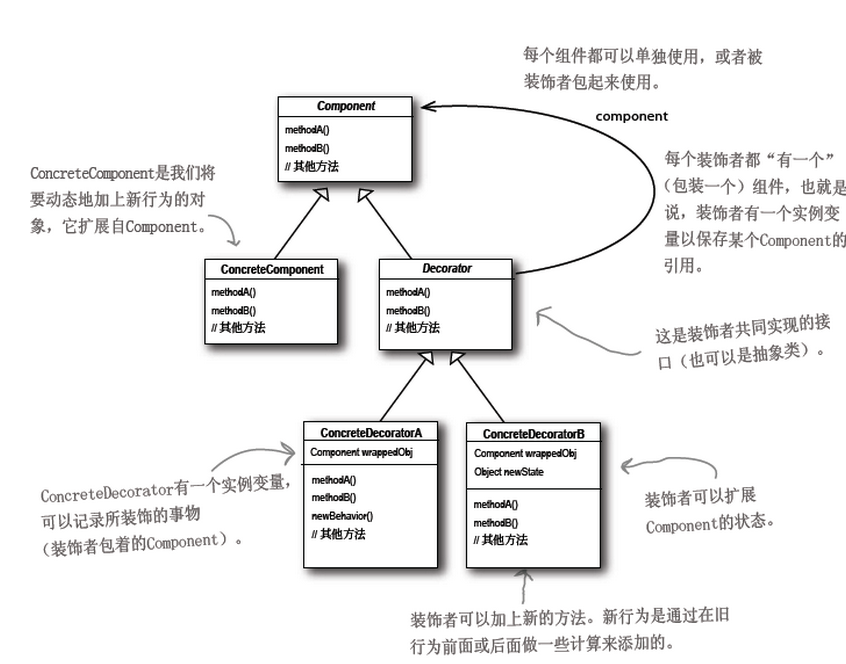 每个组件都可以单独使用，或者被
装饰者包起来使用。
Component
methodA()
methodB()
// 其他方法
component
ConcreteComponent是我们将
要动态地加上新行为的对
象，它扩展自Component。
每个装饰者都“有一个”
（包装一个）组件，也就是
说，装饰者有一个实例变
量以保存某个Component的
引用。
ConcreteComponent
methodA()
methodB()
// 其他方法
Decorator
methodA()
methodB()
// 其他方法
这是装饰者共同实现的接
口（也可以是抽象类）。
ConcreteDecoratorA
Component wrappedObj
methodA()
methodB()
newBehavior()
// 其他方法
ConcreteDecoratorB
Component wrappedObj
Object newState
methodA()
methodB()
// 其他方法
ConcreteDecorator有一个实例变量，
可以记录所装饰的事物
（装饰者包着的Component）。
装饰者可以扩展
Component的状态。
装饰者可以加上新的方法。新行为是通过在旧
行为前面或后面做一些计算来添加的。